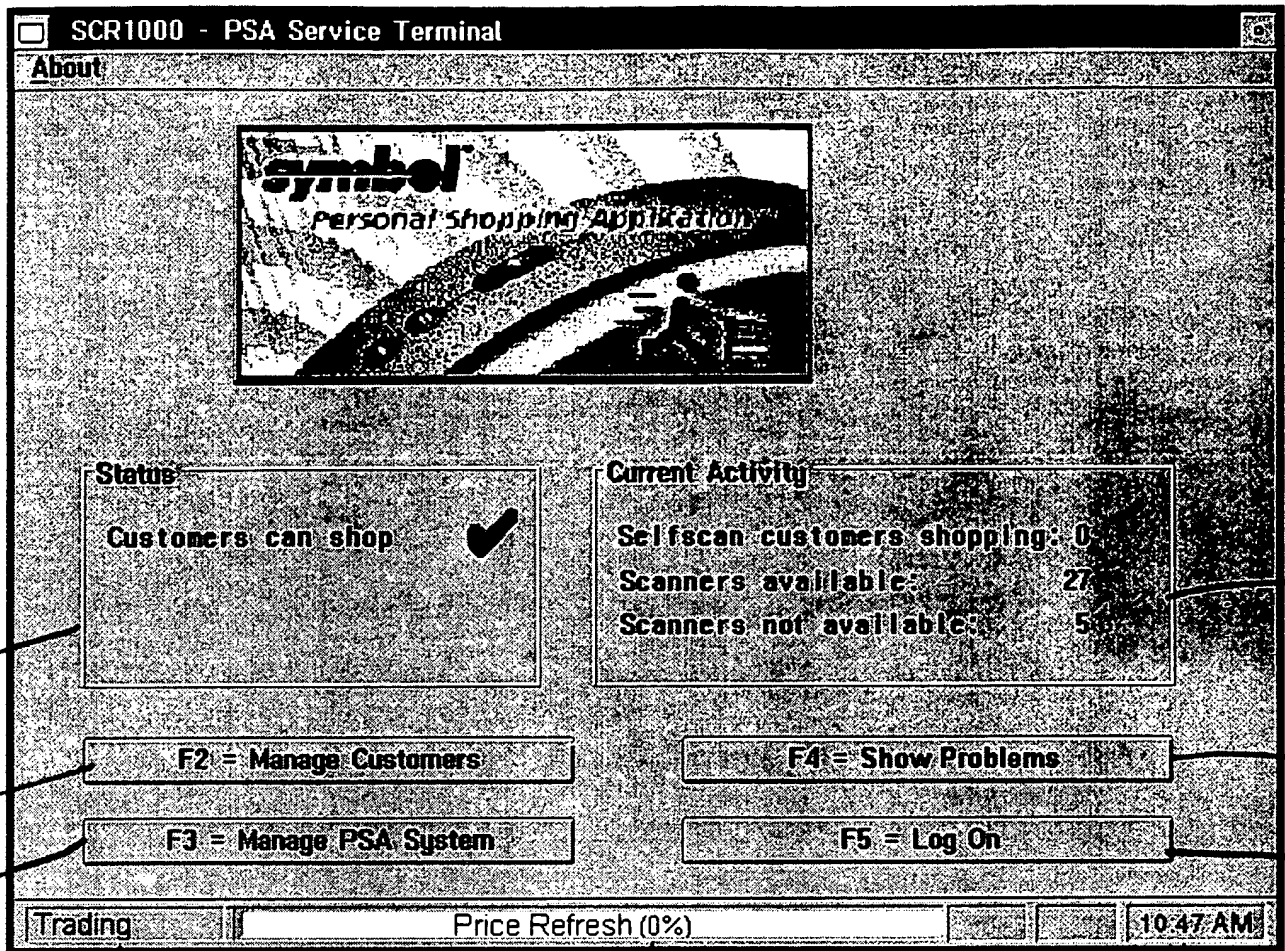 SCR1000 - PSA Service Terminal
About
symbol
Personal Shopping Application
Status
Customers can shop
Current Activity
Selfscan customers shopping: 0
Scanners available: 27
Scanners not available: 5
F2 = Manage Customers
F4 = Show Problems
F3 = Manage PSA System
F5 = Log On
Trading
Price Refresh (0%)
10:47 AM